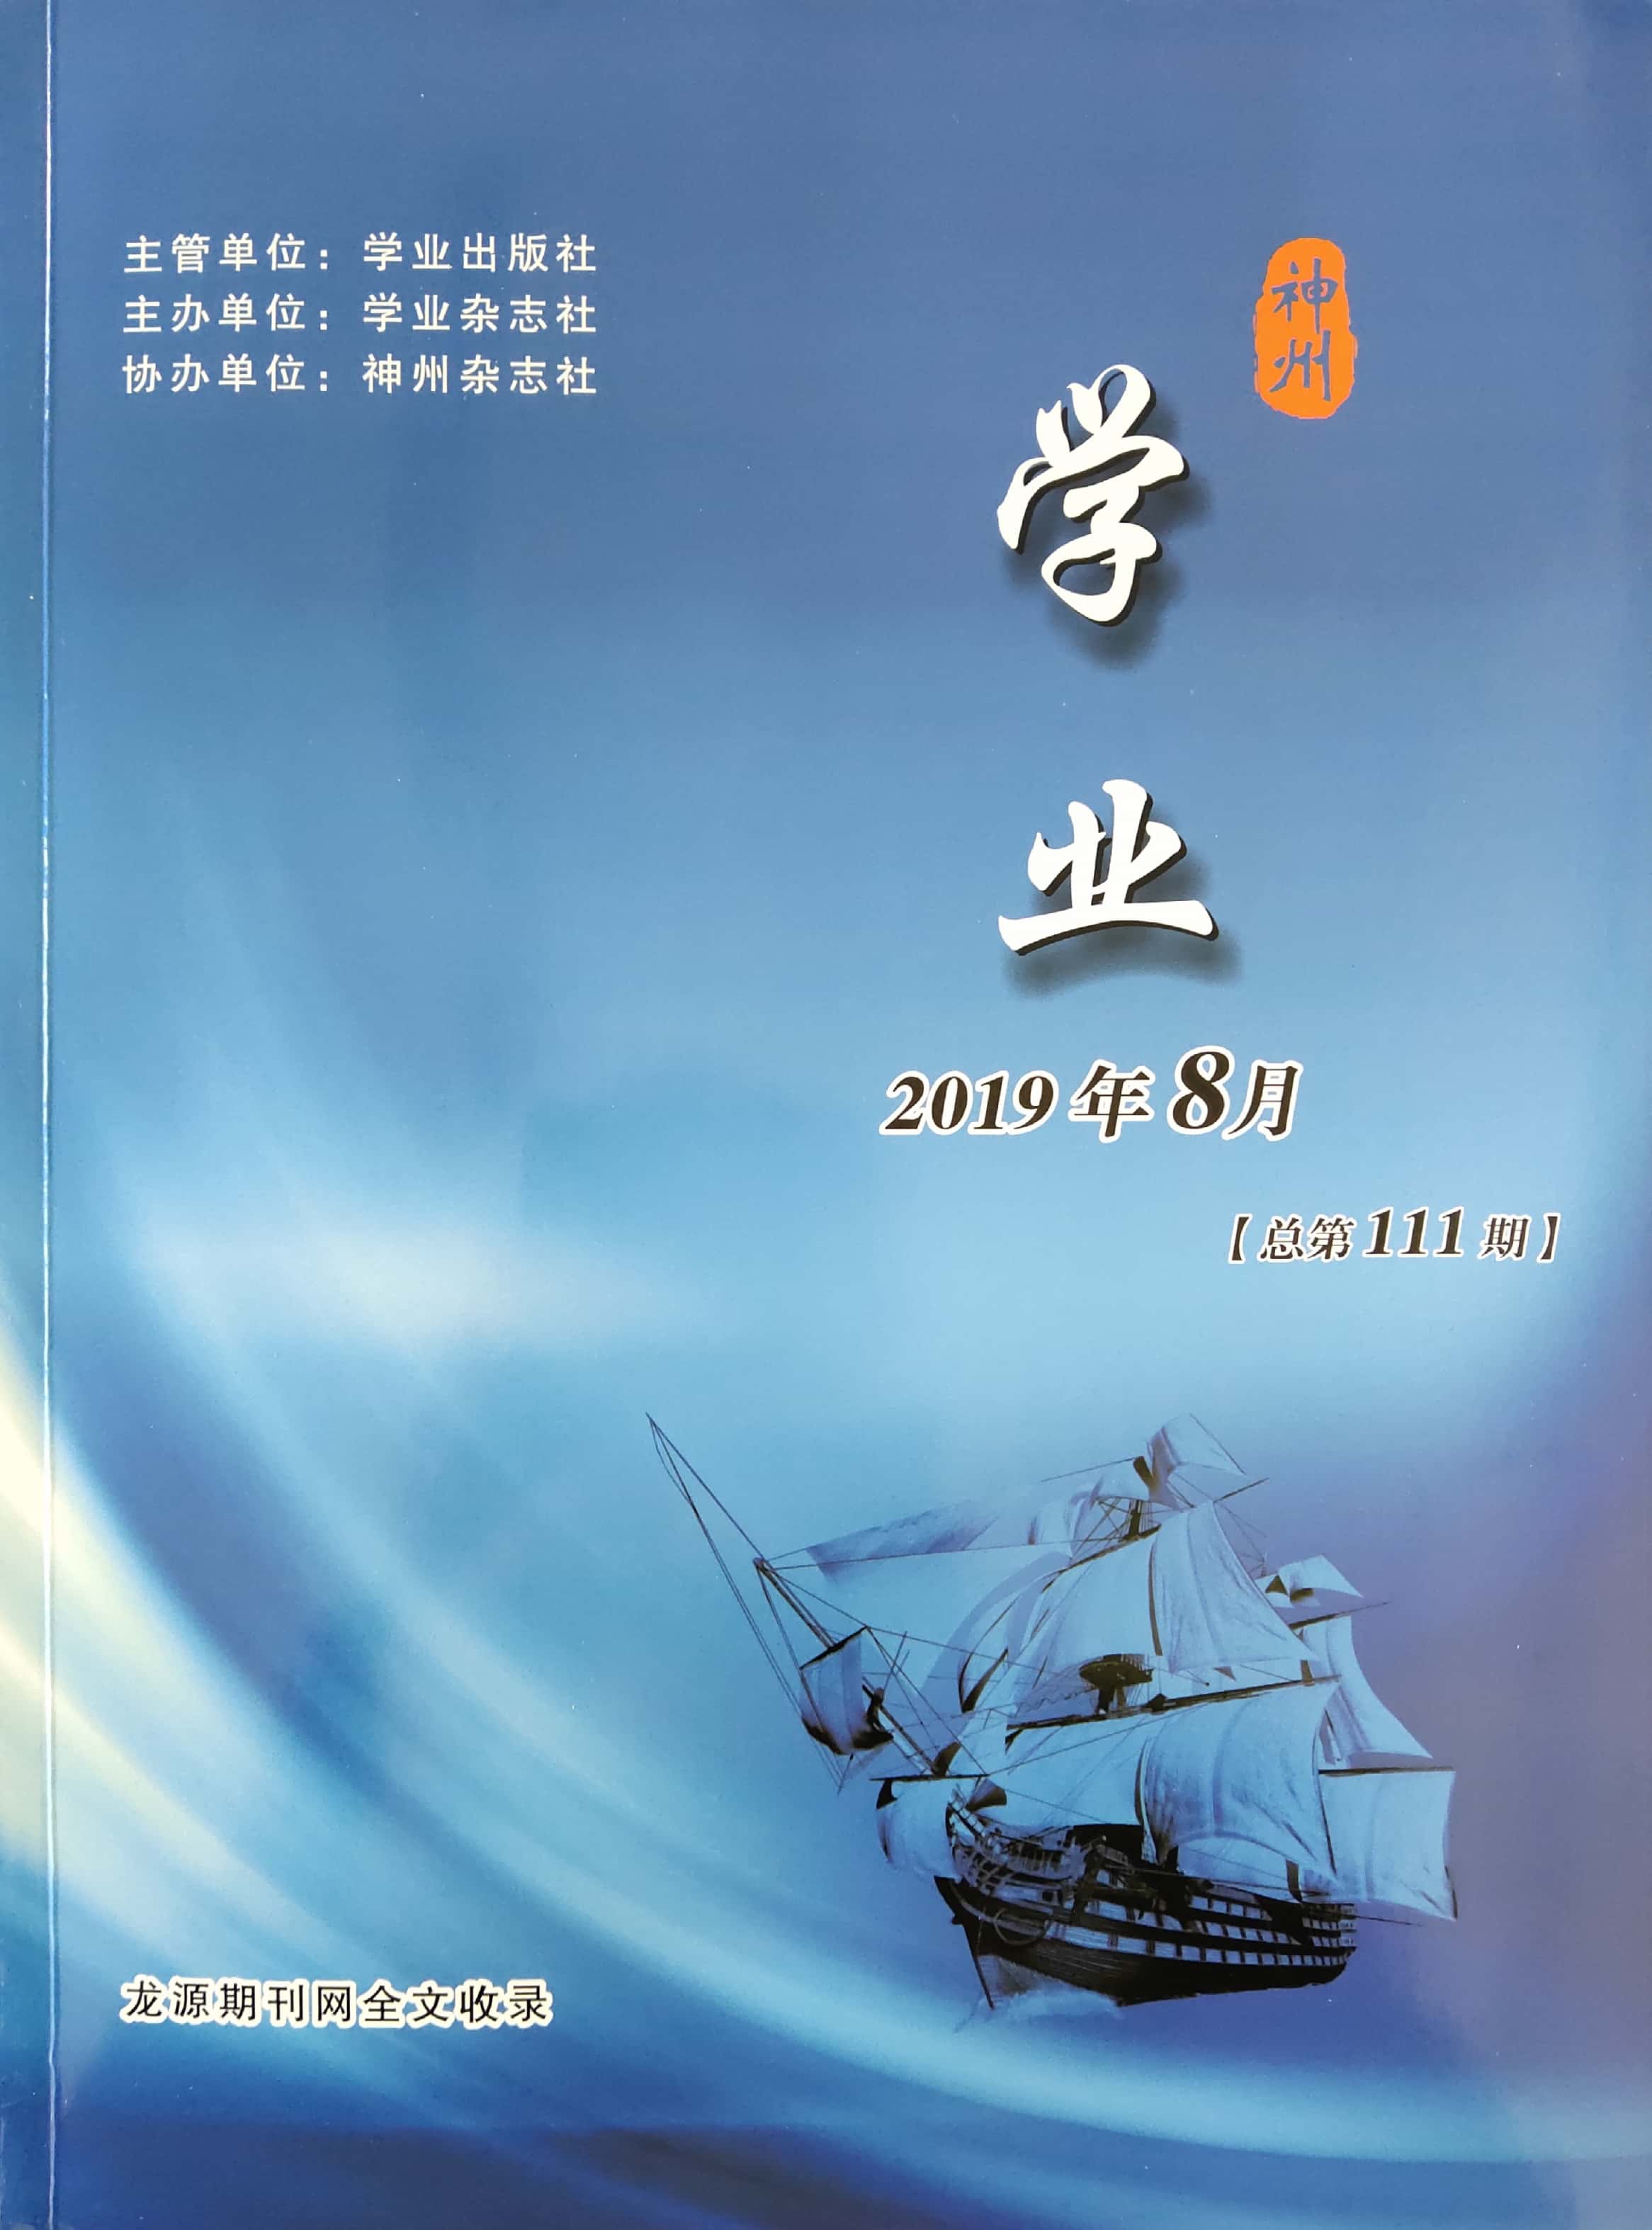 主管单位：学业出版社
主办单位：学业杂志社
协办单位：神州杂志社
神州
学业
2019年8月
【总第111期】
龙源期刊网全文收录